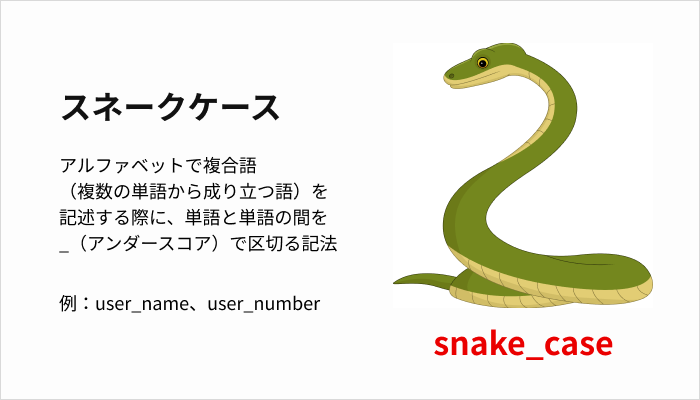 スネークケース
アルファベットで複合語
（複数の単語から成り立つ語）を
記述する際に、単語と単語の間を
_（アンダースコア）で区切る記法
例：user_name、user_number
snake_case